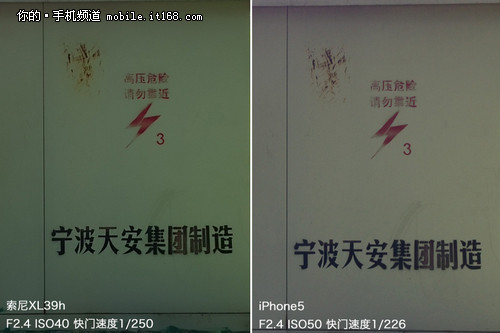 你的·手机频道 mobile.it168.com
高压危险
请勿靠近
3
宁波天安集团制造
索尼XL39h
F2.4 ISO40 快门速度1/250
高压危险
请勿靠近
3
宁波天安集团制造
iPhone5
F2.4 ISO50 快门速度1/226